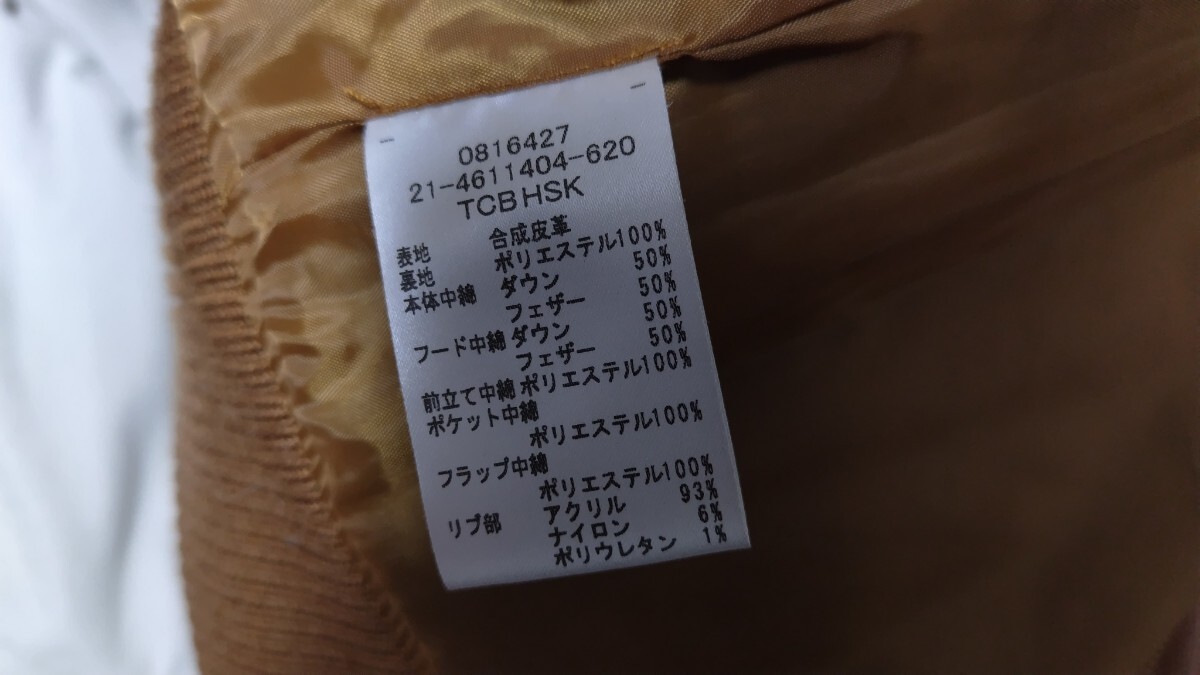 0816427
21-4611404-620
TCBHSK
表地 合成皮革
裏地 ポリエステル100%
本体中綿 ダウン 50%
フェザー 50%
フード中綿 ダウン 50%
フェザー 50%
前立て中綿 ポリエステル100%
ポケット中綿
ポリエステル100%
フラップ中綿
ポリエステル100%
リブ部 アクリル 93%
ナイロン 6%
ポリウレタン 1%